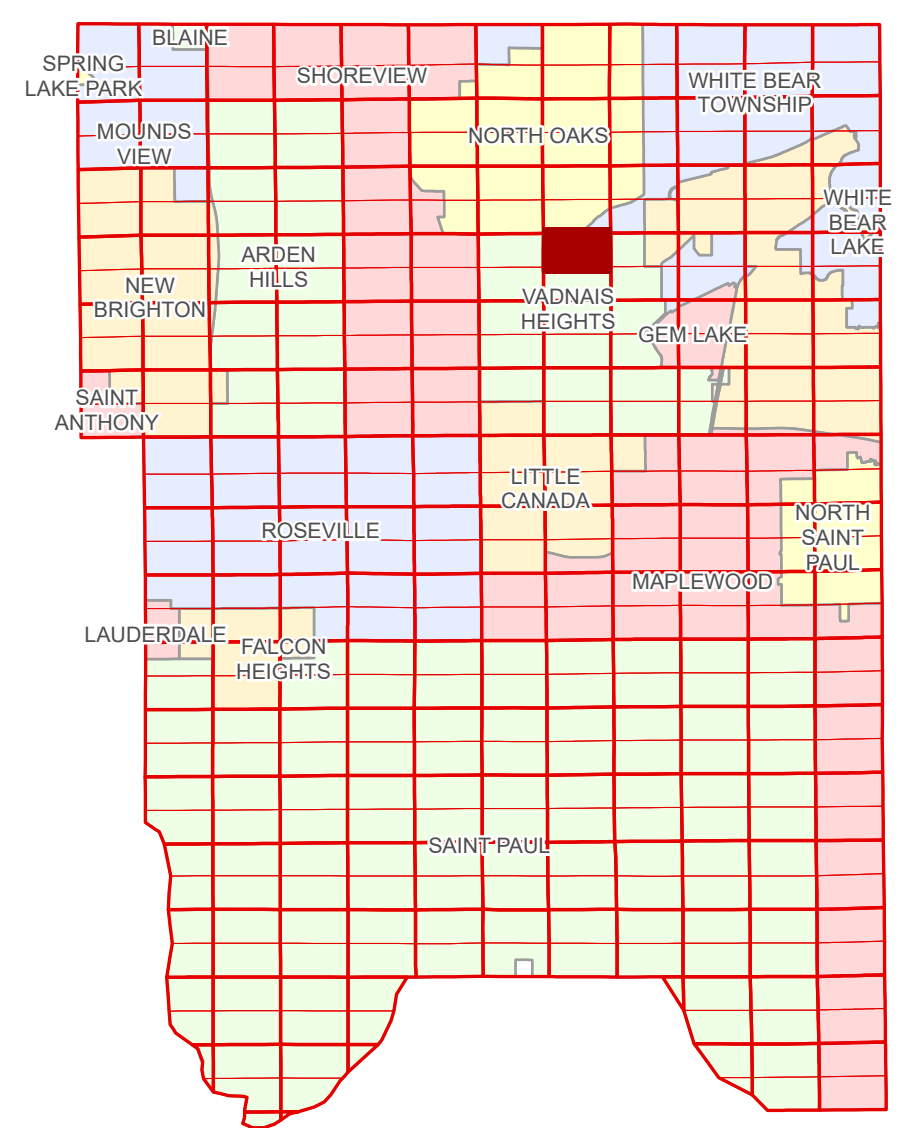 BLAINE
SPRING
LAKE PARK
SHOREVIEW
WHITE BEAR
TOWNSHIP
MOUNDS
VIEW
NORTH OAKS
WHITE
BEAR
LAKE
ARDEN
HILLS
NEW
BRIGHTON
VADNAIS
HEIGHTS
GEM LAKE
SAINT
ANTHONY
LITTLE
CANADA
ROSEVILLE
NORTH
SAINT
PAUL
MAPLEWOOD
LAUDERDALE
FALCON
HEIGHTS
SAINT PAUL